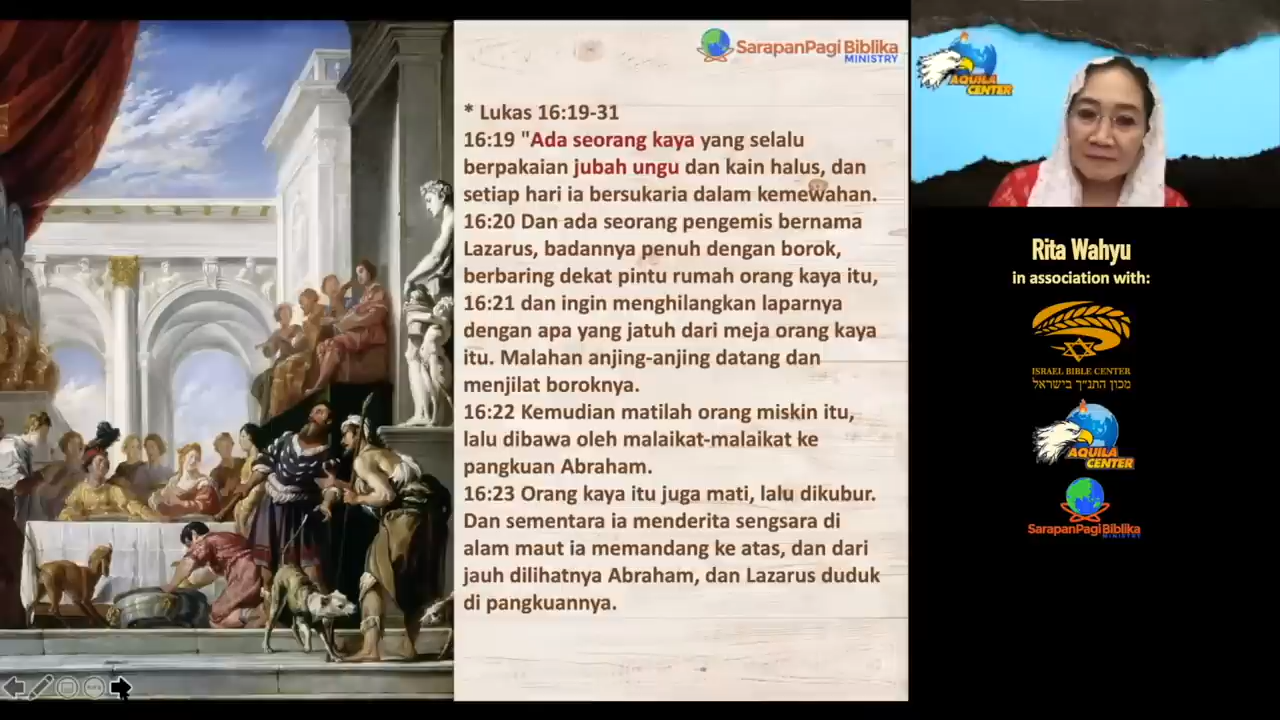 SarapanPagi Biblika
MINISTRY
* Lukas 16:19-31
16:19 "Ada seorang kaya yang selalu
berpakaian jubah ungu dan kain halus, dan
setiap hari ia bersukaria dalam kemewahan.
16:20 Dan ada seorang pengemis bernama
Lazarus, badannya penuh dengan borok,
berbaring dekat pintu rumah orang kaya itu,
16:21 dan ingin menghilangkan laparnya
dengan apa yang jatuh dari meja orang kaya
itu. Malahan anjing-anjing datang dan
menjilat boroknya.
16:22 Kemudian matilah orang miskin itu,
lalu dibawa oleh malaikat-malaikat ke
pangkuan Abraham.
16:23 Orang kaya itu juga mati, lalu dikubur.
Dan sementara ia menderita sengsara di
alam maut ia memandang ke atas, dan dari
jauh dilihatnya Abraham, dan Lazarus duduk
di pangkuannya.
AQUILA
CENTER
Rita Wahyu
in association with:
ISRAEL BIBLE CENTER
מכון התנ"ך בישראל
AQUILA
CENTER
SarapanPagi Biblika
MINISTRY